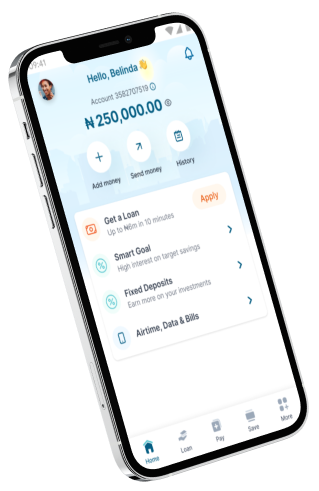 09:41
Hello, Belinda 👋
Account 3582707519
₦250,000.00
Add money
Send money
History
Get a Loan
Up to ₦6m in 10 minutes
Apply
Smart Goal
High interest on target savings
Fixed Deposits
Earn more on your investments
Airtime, Data & Bills
Home
Loan
Pay
Save
More